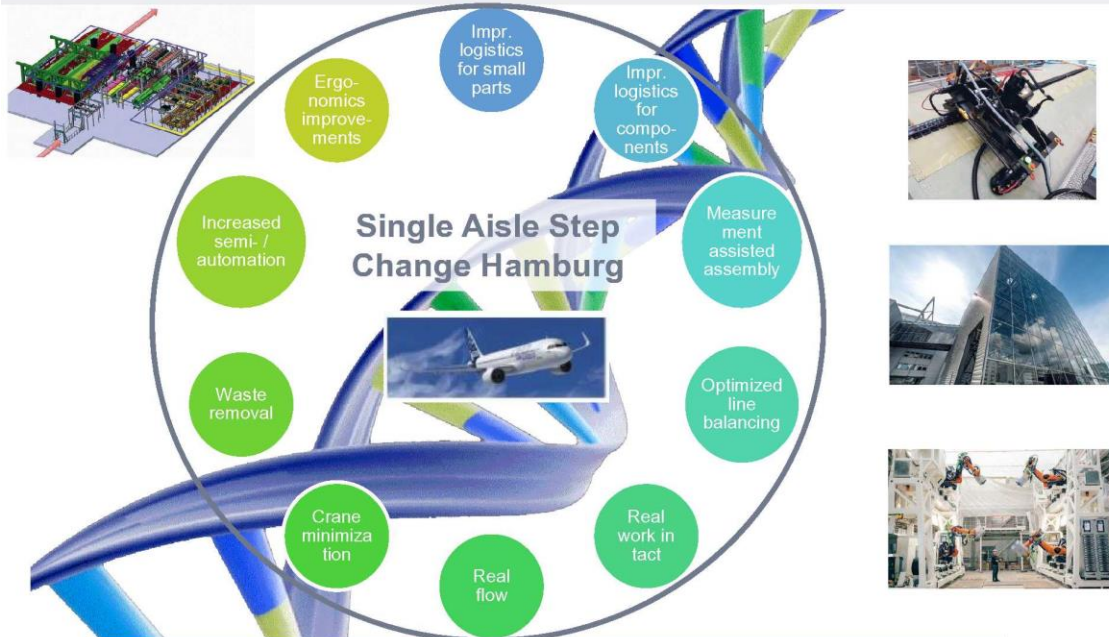 Impr.
logistics
for small
parts
Impr.
logistics
for
compo-
nents
Measure
ment
assisted
assembly
Optimized
line
balancing
Real
work in
tact
Real
flow
Crane
minimiza
tion
Waste
removal
Increased
semi- /
automation
Ergo-
nomics
improve-
ments
Single Aisle Step
Change Hamburg